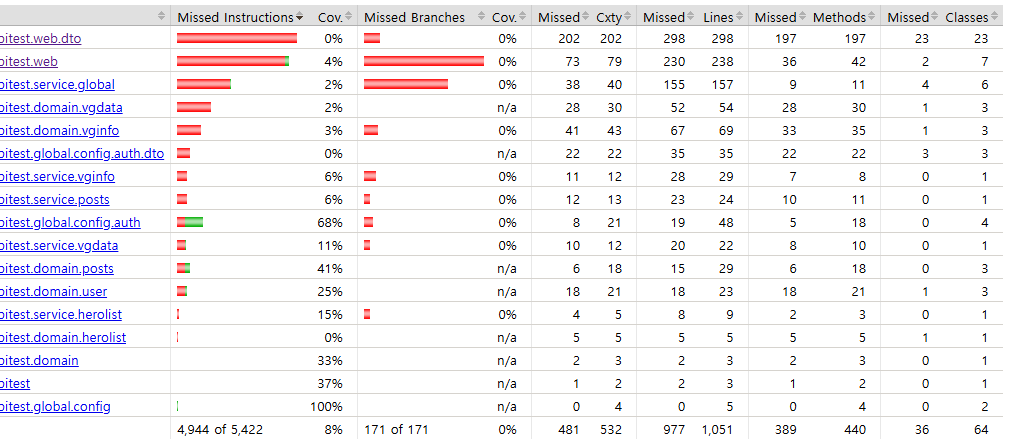 Missed Instructions Cov. Missed Branches Cov. Missed Cxty Missed Lines Missed Methods Missed Classes
pitest.web.dto 0% 0% 202 202 298 298 197 197 23 23
pitest.web 4% 0% 73 79 230 238 36 42 2 7
pitest.service.global 2% 0% 38 40 155 157 9 11 4 6
pitest.domain.vgdata 2% n/a 28 30 52 54 28 30 1 3
pitest.domain.vginfo 3% 0% 41 43 67 69 33 35 1 3
pitest.global.config.auth.dto 0% n/a 22 22 35 35 22 22 3 3
pitest.service.vginfo 6% 0% 11 12 28 29 7 8 0 1
pitest.service.posts 6% 0% 12 13 23 24 10 11 0 1
pitest.global.config.auth 68% 0% 8 21 19 48 5 18 0 4
pitest.service.vgdata 11% 0% 10 12 20 22 8 10 0 1
pitest.domain.posts 41% n/a 6 18 15 29 6 18 0 3
pitest.domain.user 25% n/a 18 21 18 23 18 21 1 3
pitest.service.herolist 15% 0% 4 5 8 9 2 3 0 1
pitest.domain.herolist 0% n/a 5 5 5 5 5 5 1 1
pitest.domain 33% n/a 2 3 2 3 2 3 0 1
pitest 37% n/a 1 2 2 3 1 2 0 1
pitest.global.config 100% n/a 0 4 0 5 0 4 0 2
4,944 of 5,422 8% 171 of 171 0% 481 532 977 1,051 389 440 36 64